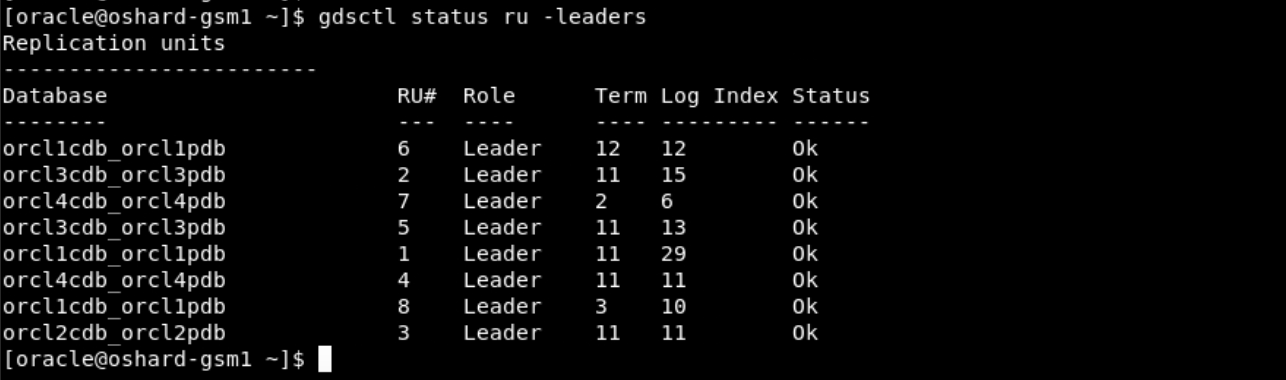 [oracle@oshard-gsm1 ~]$ gdsctl status ru -leaders
Replication units
------------------------
Database                      RU#  Role      Term Log Index Status
--------                      ---  ----      ---- --------- ------
orcl1cdb_orcl1pdb             6    Leader    12   12        Ok
orcl3cdb_orcl3pdb             2    Leader    11   15        Ok
orcl4cdb_orcl4pdb             7    Leader    2    6         Ok
orcl3cdb_orcl3pdb             5    Leader    11   13        Ok
orcl1cdb_orcl1pdb             1    Leader    11   29        Ok
orcl4cdb_orcl4pdb             4    Leader    11   11        Ok
orcl1cdb_orcl1pdb             8    Leader    3    10        Ok
orcl2cdb_orcl2pdb             3    Leader    11   11        Ok
[oracle@oshard-gsm1 ~]$